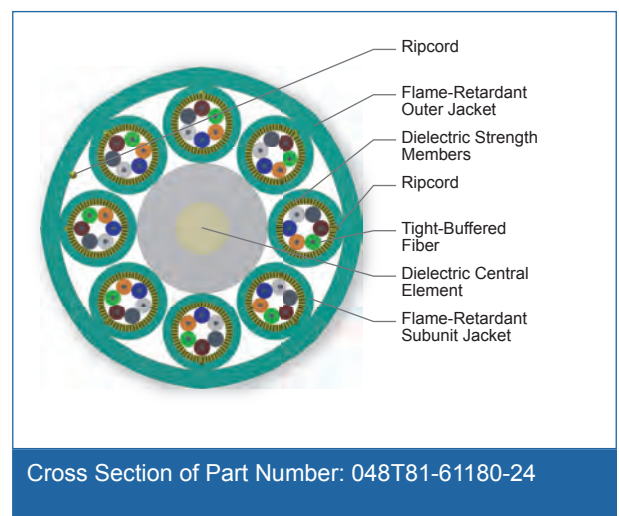 Ripcord
Flame-Retardant
Outer Jacket
Dielectric Strength
Members
Ripcord
Tight-Buffered
Fiber
Dielectric Central
Element
Flame-Retardant
Subunit Jacket
Cross Section of Part Number: 048T81-61180-24